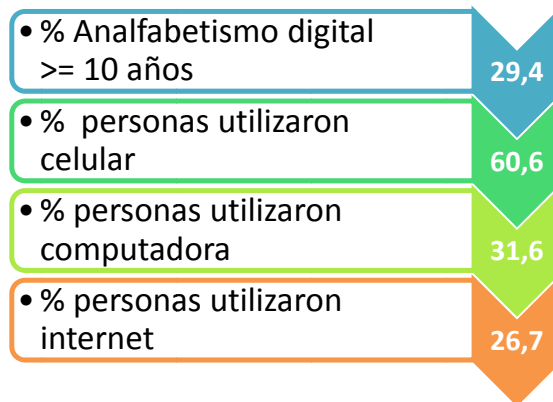 • % Analfabetismo digital
>= 10 años
29,4
• % personas utilizaron
celular
60,6
• % personas utilizaron
computadora
31,6
• % personas utilizaron
internet
26,7